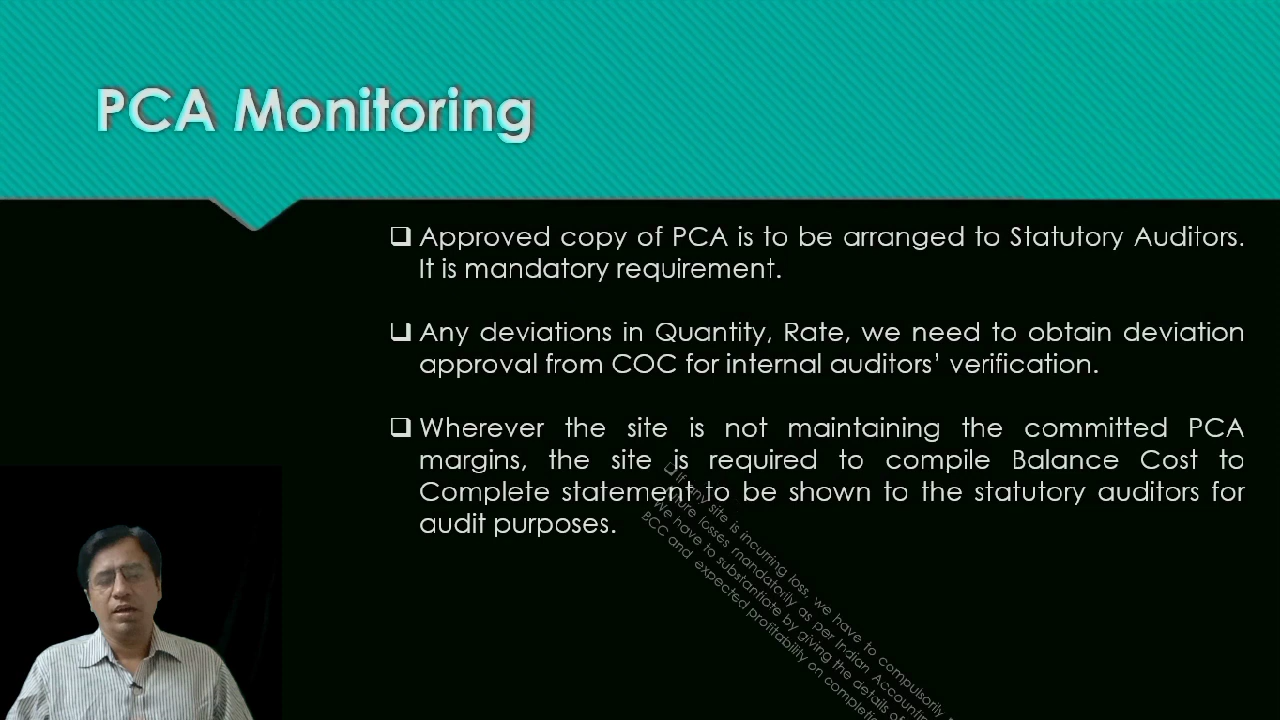 PCA Monitoring
❑ Approved copy of PCA is to be arranged to Statutory Auditors.
It is mandatory requirement.
❑ Any deviations in Quantity, Rate, we need to obtain deviation
approval from COC for internal auditors' verification.
❑ Wherever the site is not maintaining the committed PCA
margins, the site is required to compile Balance Cost to
Complete statement to be shown to the statutory auditors for
audit purposes.
❑ If any site is incurring loss, we have to compulsorily
future losses mandatorily as per Indian Accounting
We have to substantiate by giving the details of
BCC and expected profitability on